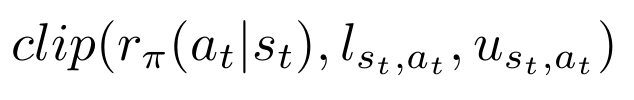 clip(r_π(a_t|s_t), l_{s_t,a_t}, u_{s_t,a_t})